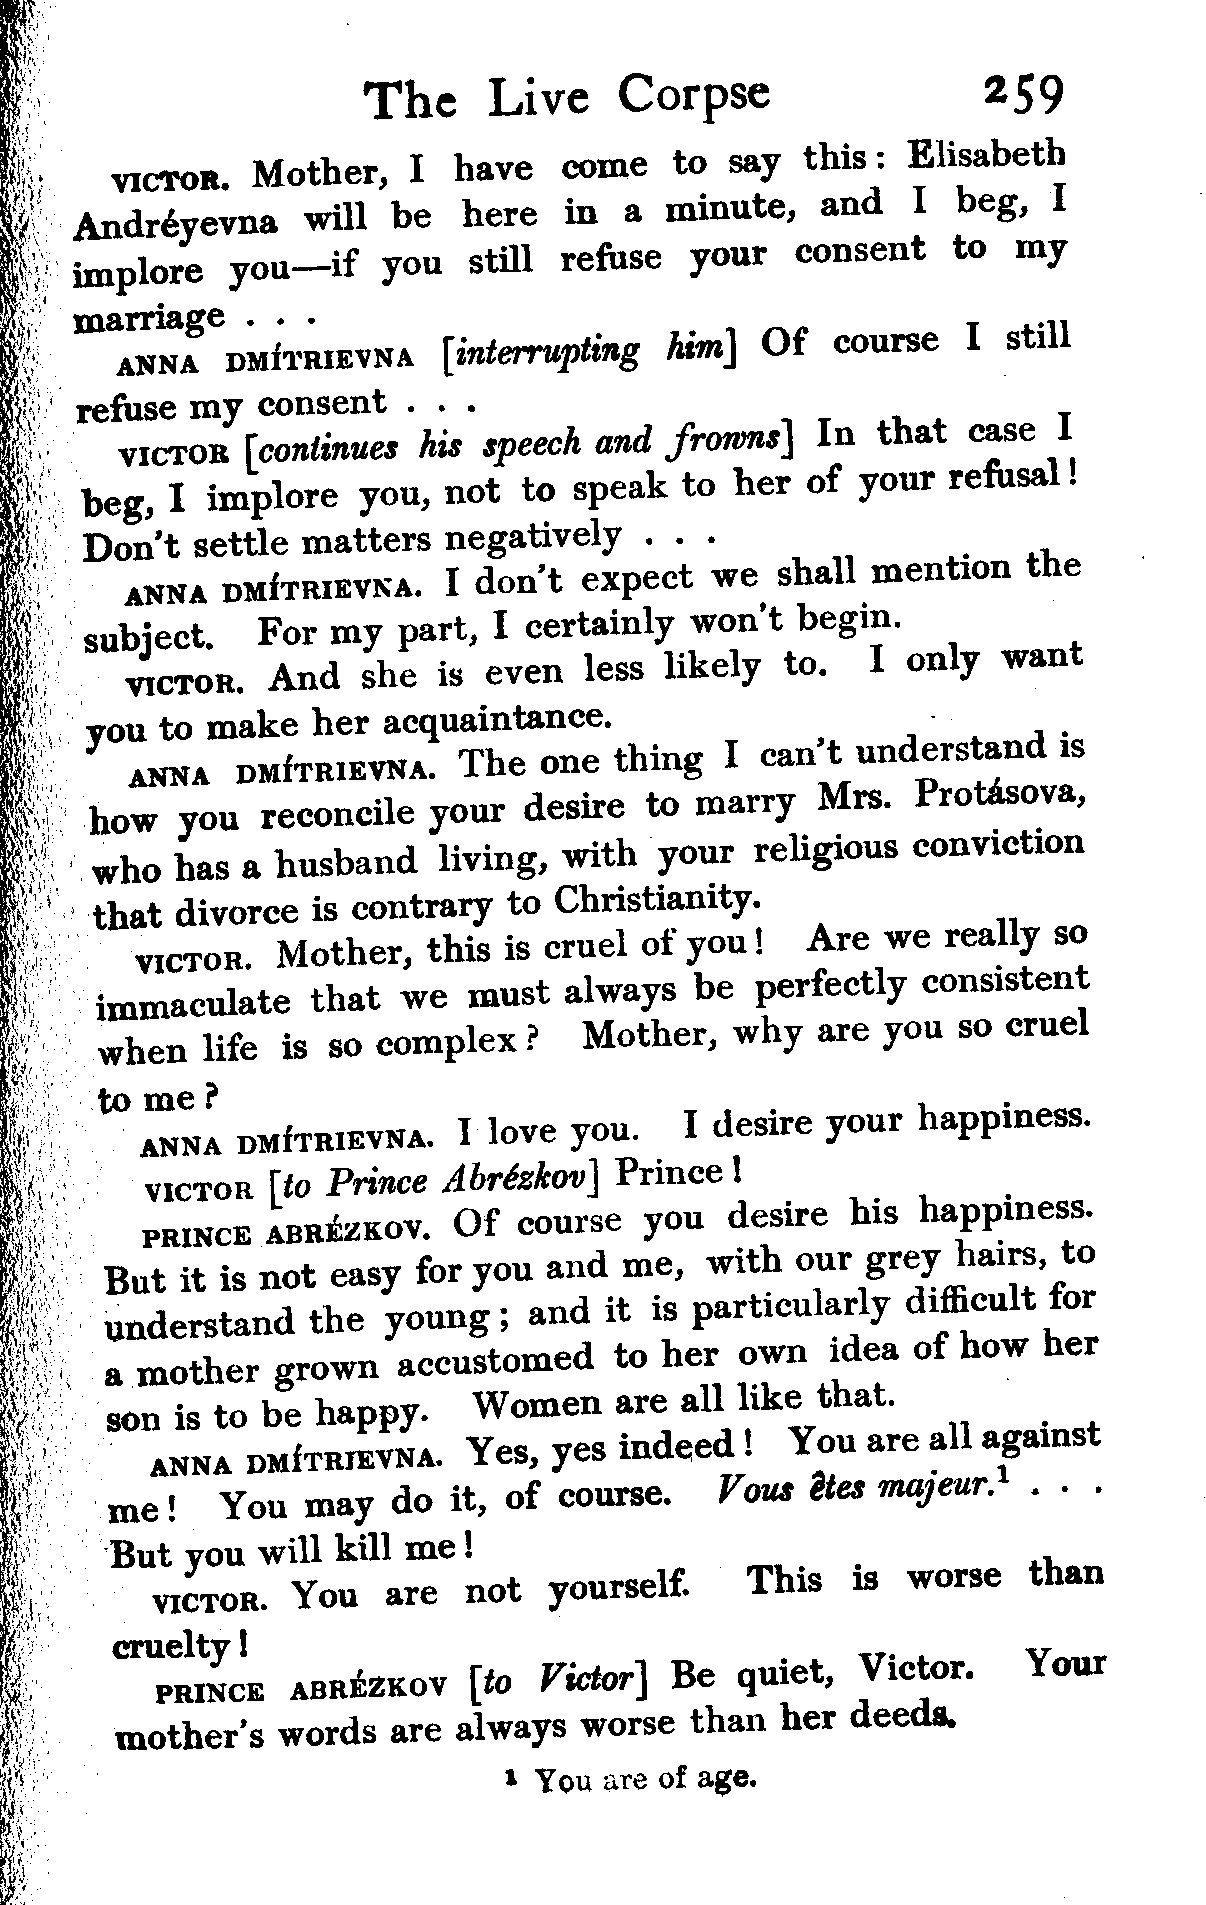 The Live Corpse 259
VICTOR. Mother, I have come to say this: Elisabeth
Andréyevna will be here in a minute, and I beg, I
implore you—if you still refuse your consent to my
marriage . . .
ANNA DMÍTRIEVNA [interrupting him] Of course I still
refuse my consent . . .
VICTOR [continues his speech and frowns] In that case I
beg, I implore you, not to speak to her of your refusal!
Don't settle matters negatively . . .
ANNA DMÍTRIEVNA. I don't expect we shall mention the
subject. For my part, I certainly won't begin.
VICTOR. And she is even less likely to. I only want
you to make her acquaintance.
ANNA DMÍTRIEVNA. The one thing I can't understand is
how you reconcile your desire to marry Mrs. Protásova,
who has a husband living, with your religious conviction
that divorce is contrary to Christianity.
VICTOR. Mother, this is cruel of you! Are we really so
immaculate that we must always be perfectly consistent
when life is so complex? Mother, why are you so cruel
to me?
ANNA DMÍTRIEVNA. I love you. I desire your happiness.
VICTOR [to Prince Abrézkov] Prince!
PRINCE ABRÉZKOV. Of course you desire his happiness.
But it is not easy for you and me, with our grey hairs, to
understand the young; and it is particularly difficult for
a mother grown accustomed to her own idea of how her
son is to be happy. Women are all like that.
ANNA DMÍTRIEVNA. Yes, yes indeed! You are all against
me! You may do it, of course. Vous êtes majeur.¹ . . .
But you will kill me!
VICTOR. You are not yourself. This is worse than
cruelty!
PRINCE ABRÉZKOV [to Victor] Be quiet, Victor. Your
mother's words are always worse than her deeds.
¹ You are of age.